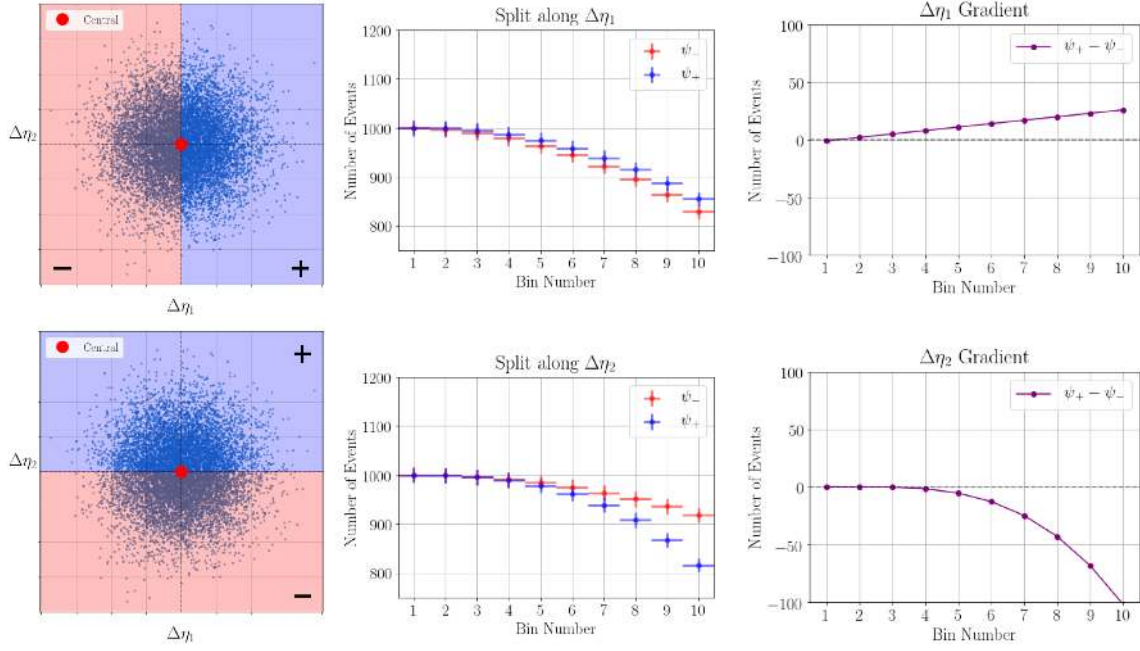 Central
Δη₂
−
+
Δη₁
Split along Δη₁
1200
1100
1000
900
800
Number of Events
ψ₋
ψ₊
1 2 3 4 5 6 7 8 9 10
Bin Number
Δη₁ Gradient
100
50
0
−50
−100
Number of Events
ψ₊ − ψ₋
1 2 3 4 5 6 7 8 9 10
Bin Number
Central
+
Δη₂
−
Δη₁
Split along Δη₂
1200
1100
1000
900
800
Number of Events
ψ₋
ψ₊
1 2 3 4 5 6 7 8 9 10
Bin Number
Δη₂ Gradient
100
50
0
−50
−100
Number of Events
ψ₊ − ψ₋
1 2 3 4 5 6 7 8 9 10
Bin Number